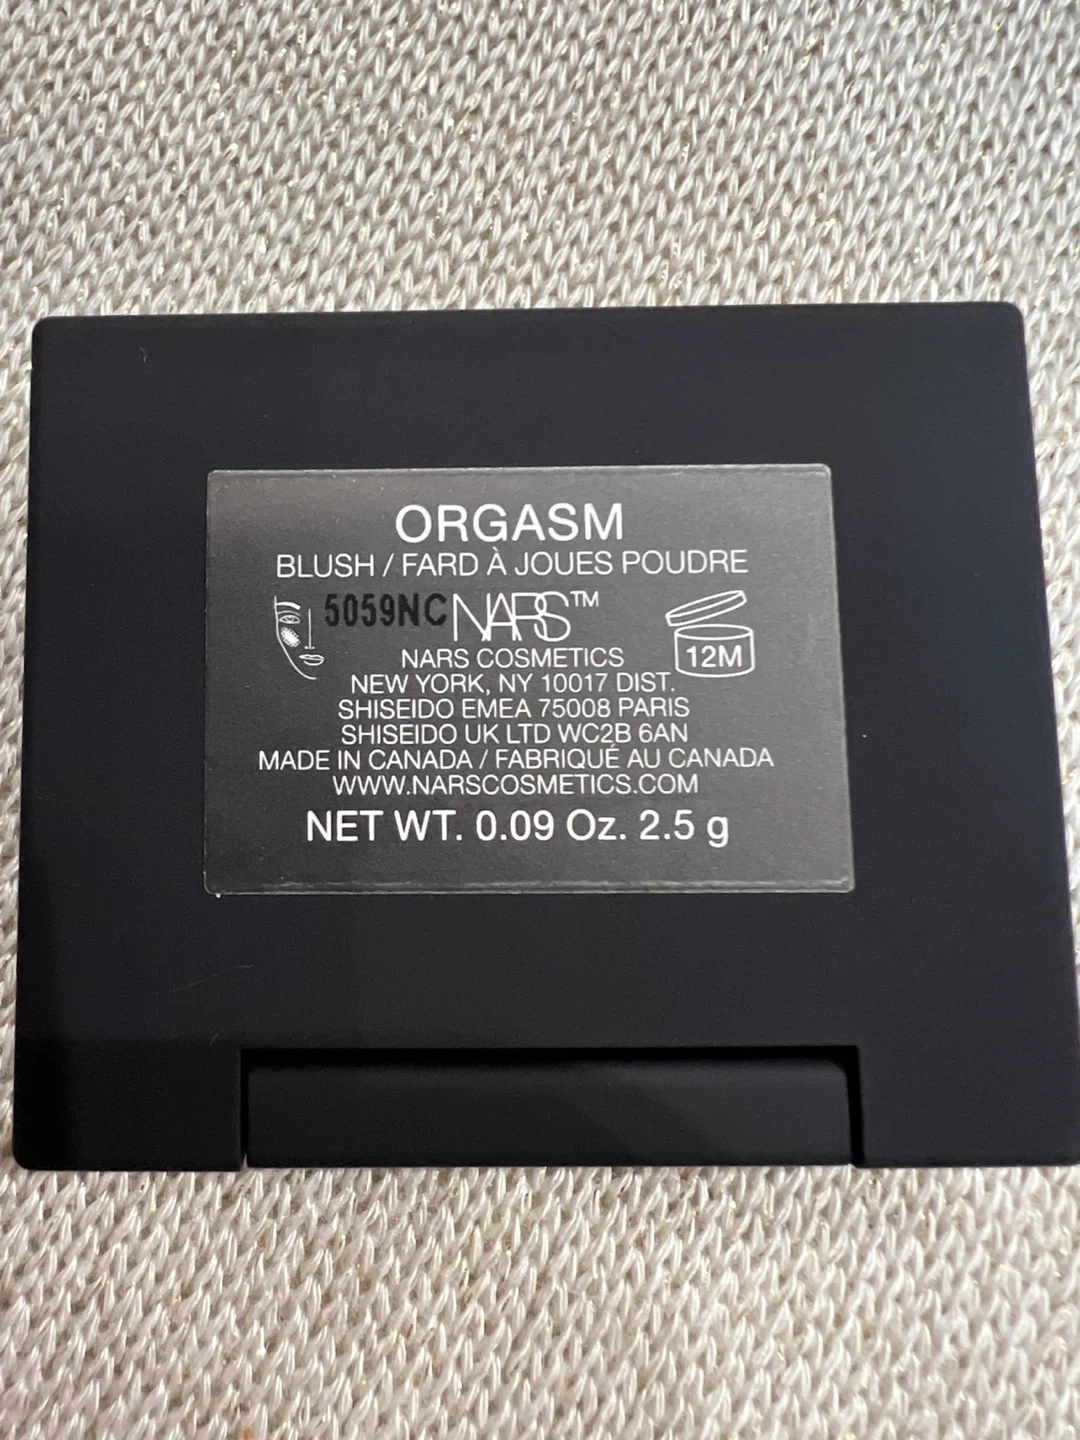 ORGASM
BLUSH / FARD À JOUES POUDRE
5059NC NARS™
12M
NARS COSMETICS
NEW YORK, NY 10017 DIST.
SHISEIDO EMEA 75008 PARIS
SHISEIDO UK LTD WC2B 6AN
MADE IN CANADA / FABRIQUÉ AU CANADA
WWW.NARSCOSMETICS.COM
NET WT. 0.09 Oz. 2.5 g